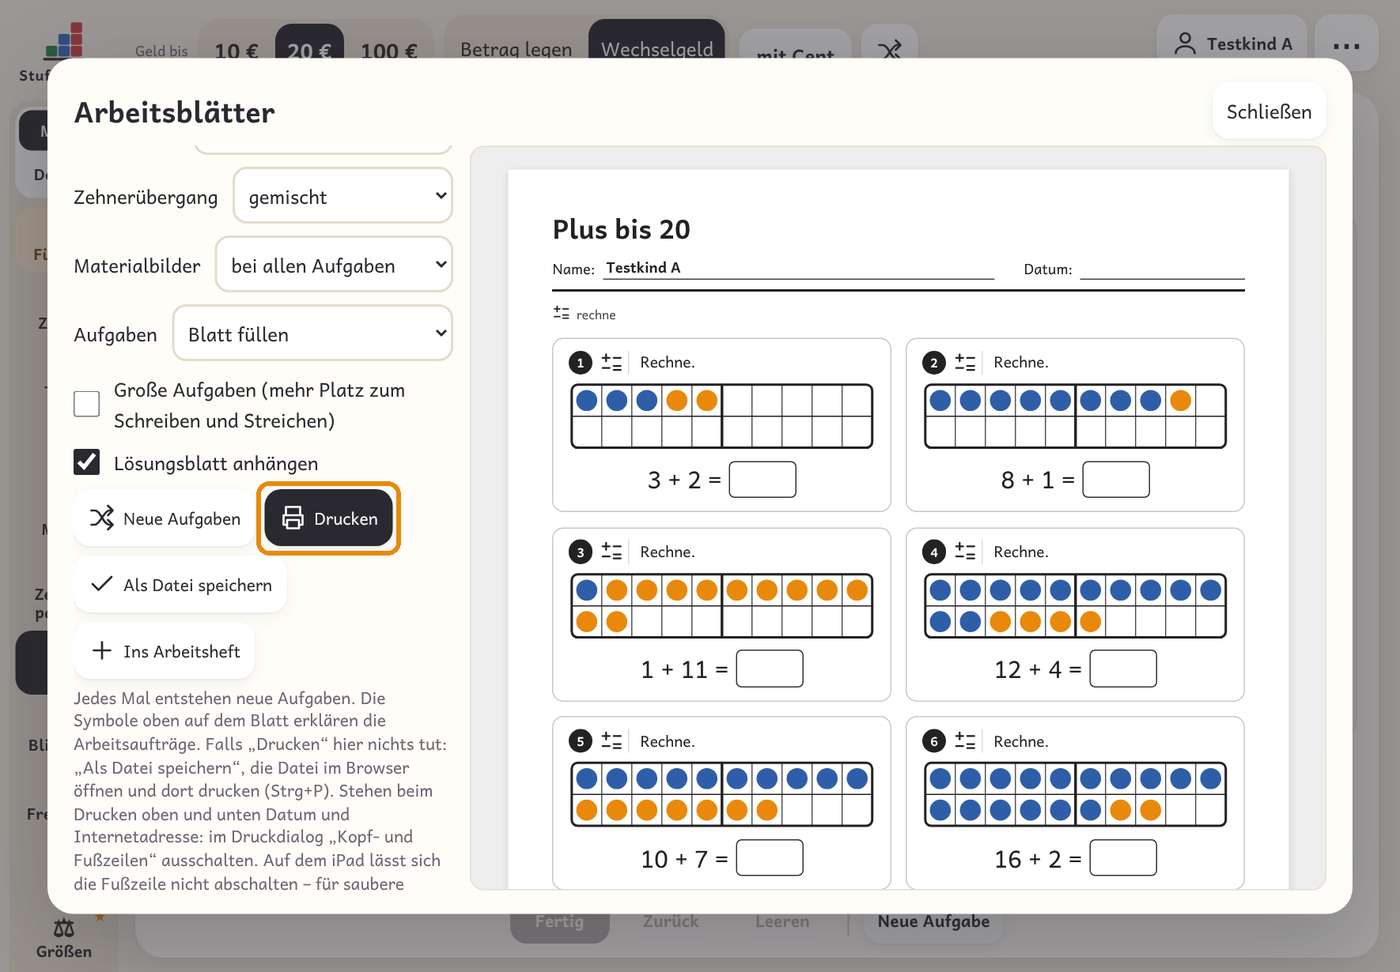 Geld bis
10 €
20 €
100 €
Betrag legen
Wechselgeld
mit Cent
Testkind A
...
Stuf
Arbeitsblätter
Schließen
Zehnerübergang
gemischt
Materialbilder
bei allen Aufgaben
Aufgaben
Blatt füllen
Große Aufgaben (mehr Platz zum
Schreiben und Streichen)
Lösungsblatt anhängen
Neue Aufgaben
Drucken
Als Datei speichern
Ins Arbeitsheft
Jedes Mal entstehen neue Aufgaben. Die
Symbole oben auf dem Blatt erklären die
Arbeitsaufträge. Falls „Drucken“ hier nichts tut:
„Als Datei speichern“, die Datei im Browser
öffnen und dort drucken (Strg+P). Stehen beim
Drucken oben und unten Datum und
Internetadresse: im Druckdialog „Kopf- und
Fußzeilen“ ausschalten. Auf dem iPad lässt sich
die Fußzeile nicht abschalten – für saubere
Plus bis 20
Name: Testkind A
Datum:
rechne
1 Rechne.
3 + 2 =
2 Rechne.
8 + 1 =
3 Rechne.
1 + 11 =
4 Rechne.
12 + 4 =
5 Rechne.
10 + 7 =
6 Rechne.
16 + 2 =
Fertig
Zurück
Leeren
Neue Aufgabe
Größen